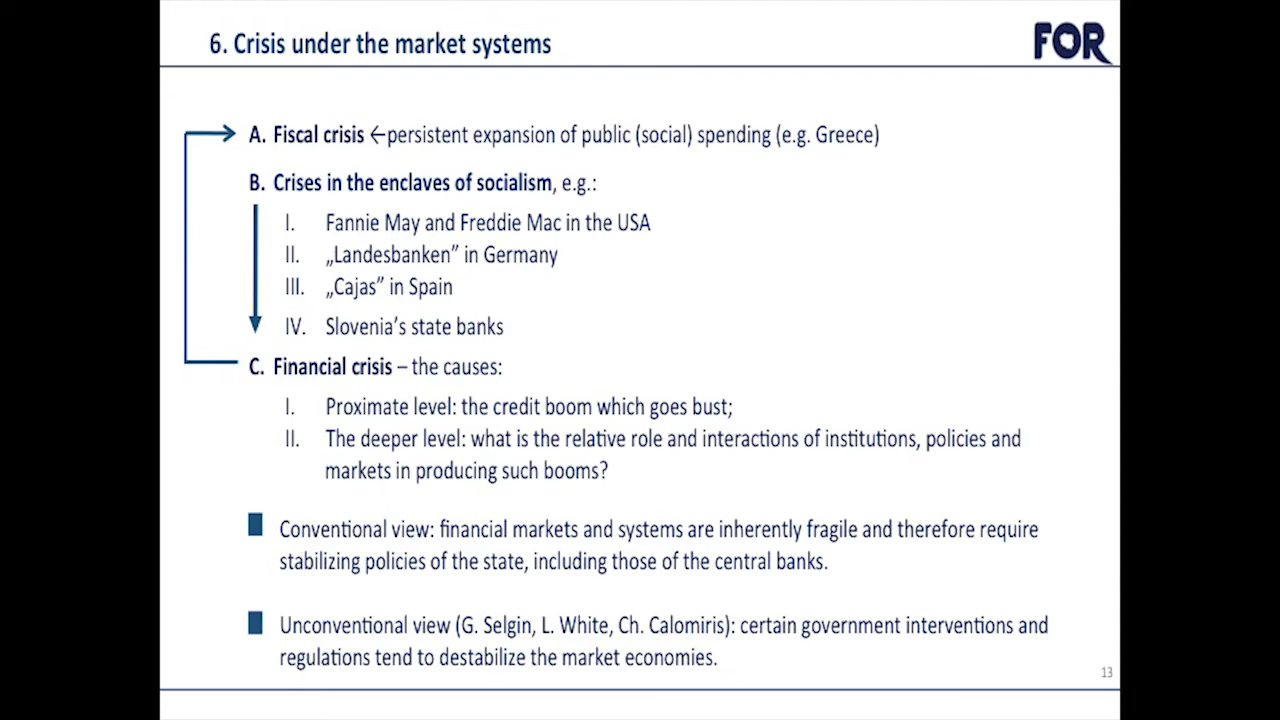 6. Crisis under the market systems
FOR
A. Fiscal crisis ←persistent expansion of public (social) spending (e.g. Greece)
B. Crises in the enclaves of socialism, e.g.:
I. Fannie May and Freddie Mac in the USA
II. „Landesbanken” in Germany
III. „Cajas” in Spain
IV. Slovenia’s state banks
C. Financial crisis – the causes:
I. Proximate level: the credit boom which goes bust;
II. The deeper level: what is the relative role and interactions of institutions, policies and
markets in producing such booms?
Conventional view: financial markets and systems are inherently fragile and therefore require
stabilizing policies of the state, including those of the central banks.
Unconventional view (G. Selgin, L. White, Ch. Calomiris): certain government interventions and
regulations tend to destabilize the market economies.
13